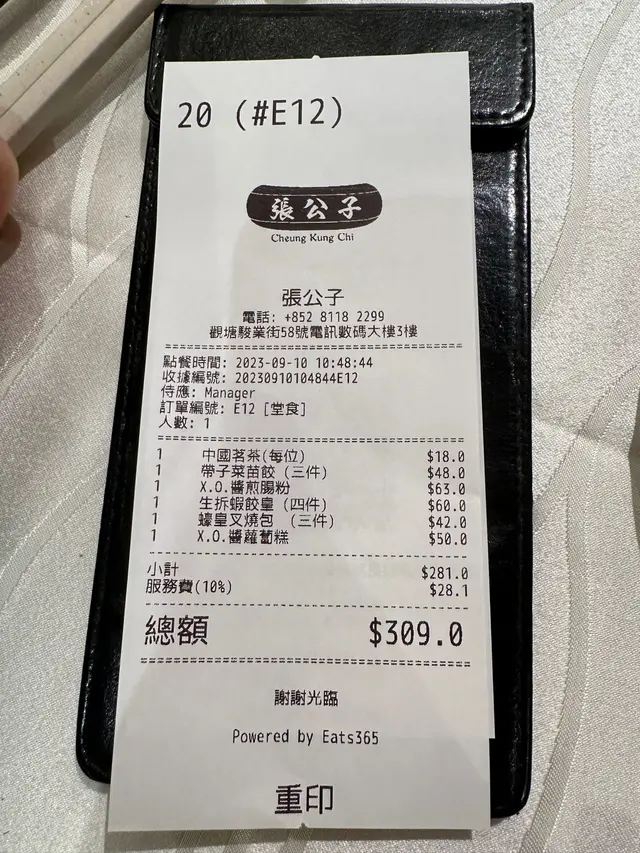 20 (#E12)
張公子
Cheung Kung Chi
張公子
電話: +852 8118 2299
觀塘駿業街58號電訊數碼大樓3樓
點餐時間: 2023-09-10 10:48:44
收據編號: 20230910104844E12
侍應: Manager
訂單編號: E12 [堂食]
人數: 1
1 中國茗茶(每位) $18.0
1 帶子菜苗餃 (三件) $48.0
1 X.O.醬煎腸粉 $63.0
1 生拆蝦餃皇 (四件) $60.0
1 蠔皇叉燒包 (三件) $42.0
1 X.O.醬蘿蔔糕 $50.0
小計 $281.0
服務費(10%) $28.1
總額 $309.0
謝謝光臨
Powered by Eats365
重印